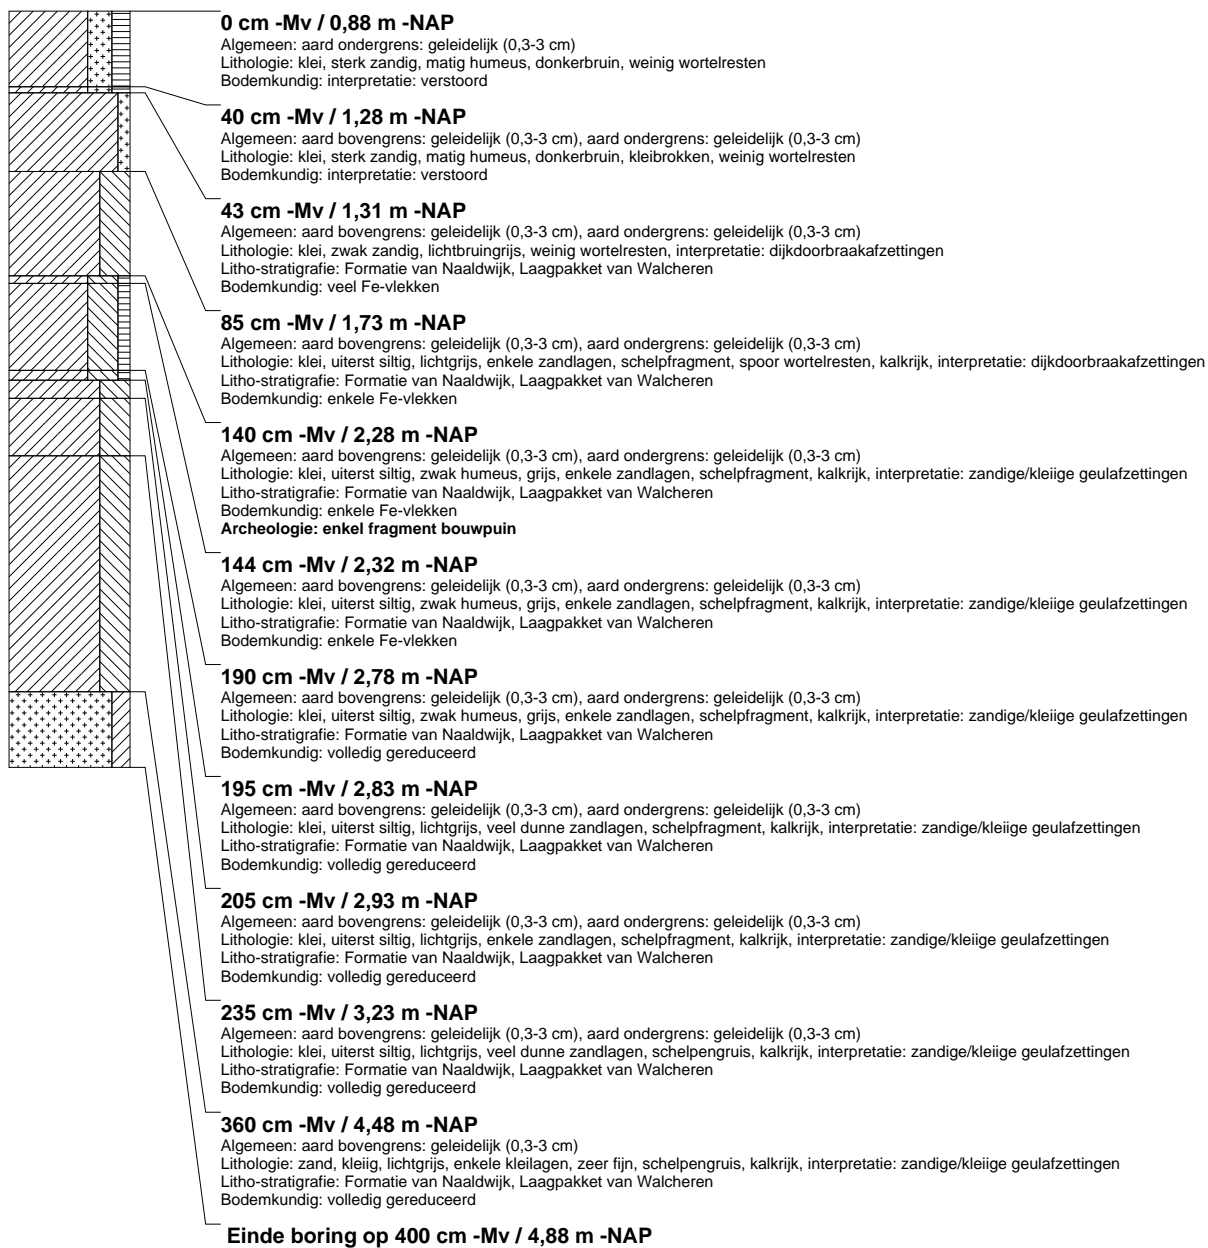 0 cm -Mv / 0,88 m -NAP
Algemeen: aard ondergrens: geleidelijk (0,3-3 cm)
Lithologie: klei, sterk zandig, matig humeus, donkerbruin, weinig wortelresten
Bodemkundig: interpretatie: verstoord
40 cm -Mv / 1,28 m -NAP
Algemeen: aard bovengrens: geleidelijk (0,3-3 cm), aard ondergrens: geleidelijk (0,3-3 cm)
Lithologie: klei, sterk zandig, matig humeus, donkerbruin, kleibrokken, weinig wortelresten
Bodemkundig: interpretatie: verstoord
43 cm -Mv / 1,31 m -NAP
Algemeen: aard bovengrens: geleidelijk (0,3-3 cm), aard ondergrens: geleidelijk (0,3-3 cm)
Lithologie: klei, zwak zandig, lichtbruingrijs, weinig wortelresten, interpretatie: dijkdoorbraakafzettingen
Litho-stratigrafie: Formatie van Naaldwijk, Laagpakket van Walcheren
Bodemkundig: veel Fe-vlekken
85 cm -Mv / 1,73 m -NAP
Algemeen: aard bovengrens: geleidelijk (0,3-3 cm), aard ondergrens: geleidelijk (0,3-3 cm)
Lithologie: klei, uiterst siltig, lichtgrijs, enkele zandlagen, schelpfragment, spoor wortelresten, kalkrijk, interpretatie: dijkdoorbraakafzettingen
Litho-stratigrafie: Formatie van Naaldwijk, Laagpakket van Walcheren
Bodemkundig: enkele Fe-vlekken
140 cm -Mv / 2,28 m -NAP
Algemeen: aard bovengrens: geleidelijk (0,3-3 cm), aard ondergrens: geleidelijk (0,3-3 cm)
Lithologie: klei, uiterst siltig, zwak humeus, grijs, enkele zandlagen, schelpfragment, kalkrijk, interpretatie: zandige/kleiige geulafzettingen
Litho-stratigrafie: Formatie van Naaldwijk, Laagpakket van Walcheren
Bodemkundig: enkele Fe-vlekken
Archeologie: enkel fragment bouwpuin
144 cm -Mv / 2,32 m -NAP
Algemeen: aard bovengrens: geleidelijk (0,3-3 cm), aard ondergrens: geleidelijk (0,3-3 cm)
Lithologie: klei, uiterst siltig, zwak humeus, grijs, enkele zandlagen, schelpfragment, kalkrijk, interpretatie: zandige/kleiige geulafzettingen
Litho-stratigrafie: Formatie van Naaldwijk, Laagpakket van Walcheren
Bodemkundig: enkele Fe-vlekken
190 cm -Mv / 2,78 m -NAP
Algemeen: aard bovengrens: geleidelijk (0,3-3 cm), aard ondergrens: geleidelijk (0,3-3 cm)
Lithologie: klei, uiterst siltig, zwak humeus, grijs, enkele zandlagen, schelpfragment, kalkrijk, interpretatie: zandige/kleiige geulafzettingen
Litho-stratigrafie: Formatie van Naaldwijk, Laagpakket van Walcheren
Bodemkundig: volledig gereduceerd
195 cm -Mv / 2,83 m -NAP
Algemeen: aard bovengrens: geleidelijk (0,3-3 cm), aard ondergrens: geleidelijk (0,3-3 cm)
Lithologie: klei, uiterst siltig, lichtgrijs, veel dunne zandlagen, schelpfragment, kalkrijk, interpretatie: zandige/kleiige geulafzettingen
Litho-stratigrafie: Formatie van Naaldwijk, Laagpakket van Walcheren
Bodemkundig: volledig gereduceerd
205 cm -Mv / 2,93 m -NAP
Algemeen: aard bovengrens: geleidelijk (0,3-3 cm), aard ondergrens: geleidelijk (0,3-3 cm)
Lithologie: klei, uiterst siltig, lichtgrijs, enkele zandlagen, schelpfragment, kalkrijk, interpretatie: zandige/kleiige geulafzettingen
Litho-stratigrafie: Formatie van Naaldwijk, Laagpakket van Walcheren
Bodemkundig: volledig gereduceerd
235 cm -Mv / 3,23 m -NAP
Algemeen: aard bovengrens: geleidelijk (0,3-3 cm), aard ondergrens: geleidelijk (0,3-3 cm)
Lithologie: klei, uiterst siltig, lichtgrijs, veel dunne zandlagen, schelpengruis, kalkrijk, interpretatie: zandige/kleiige geulafzettingen
Litho-stratigrafie: Formatie van Naaldwijk, Laagpakket van Walcheren
Bodemkundig: volledig gereduceerd
360 cm -Mv / 4,48 m -NAP
Algemeen: aard bovengrens: geleidelijk (0,3-3 cm)
Lithologie: zand, kleiig, lichtgrijs, enkele kleilagen, zeer fijn, schelpengruis, kalkrijk, interpretatie: zandige/kleiige geulafzettingen
Litho-stratigrafie: Formatie van Naaldwijk, Laagpakket van Walcheren
Bodemkundig: volledig gereduceerd
Einde boring op 400 cm -Mv / 4,88 m -NAP